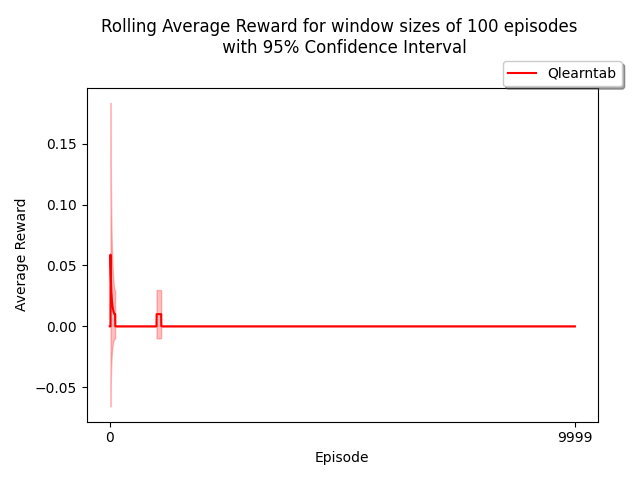 Rolling Average Reward for window sizes of 100 episodes
with 95% Confidence Interval
Qlearntab
0.15
0.10
0.05
0.00
−0.05
Average Reward
0
9999
Episode